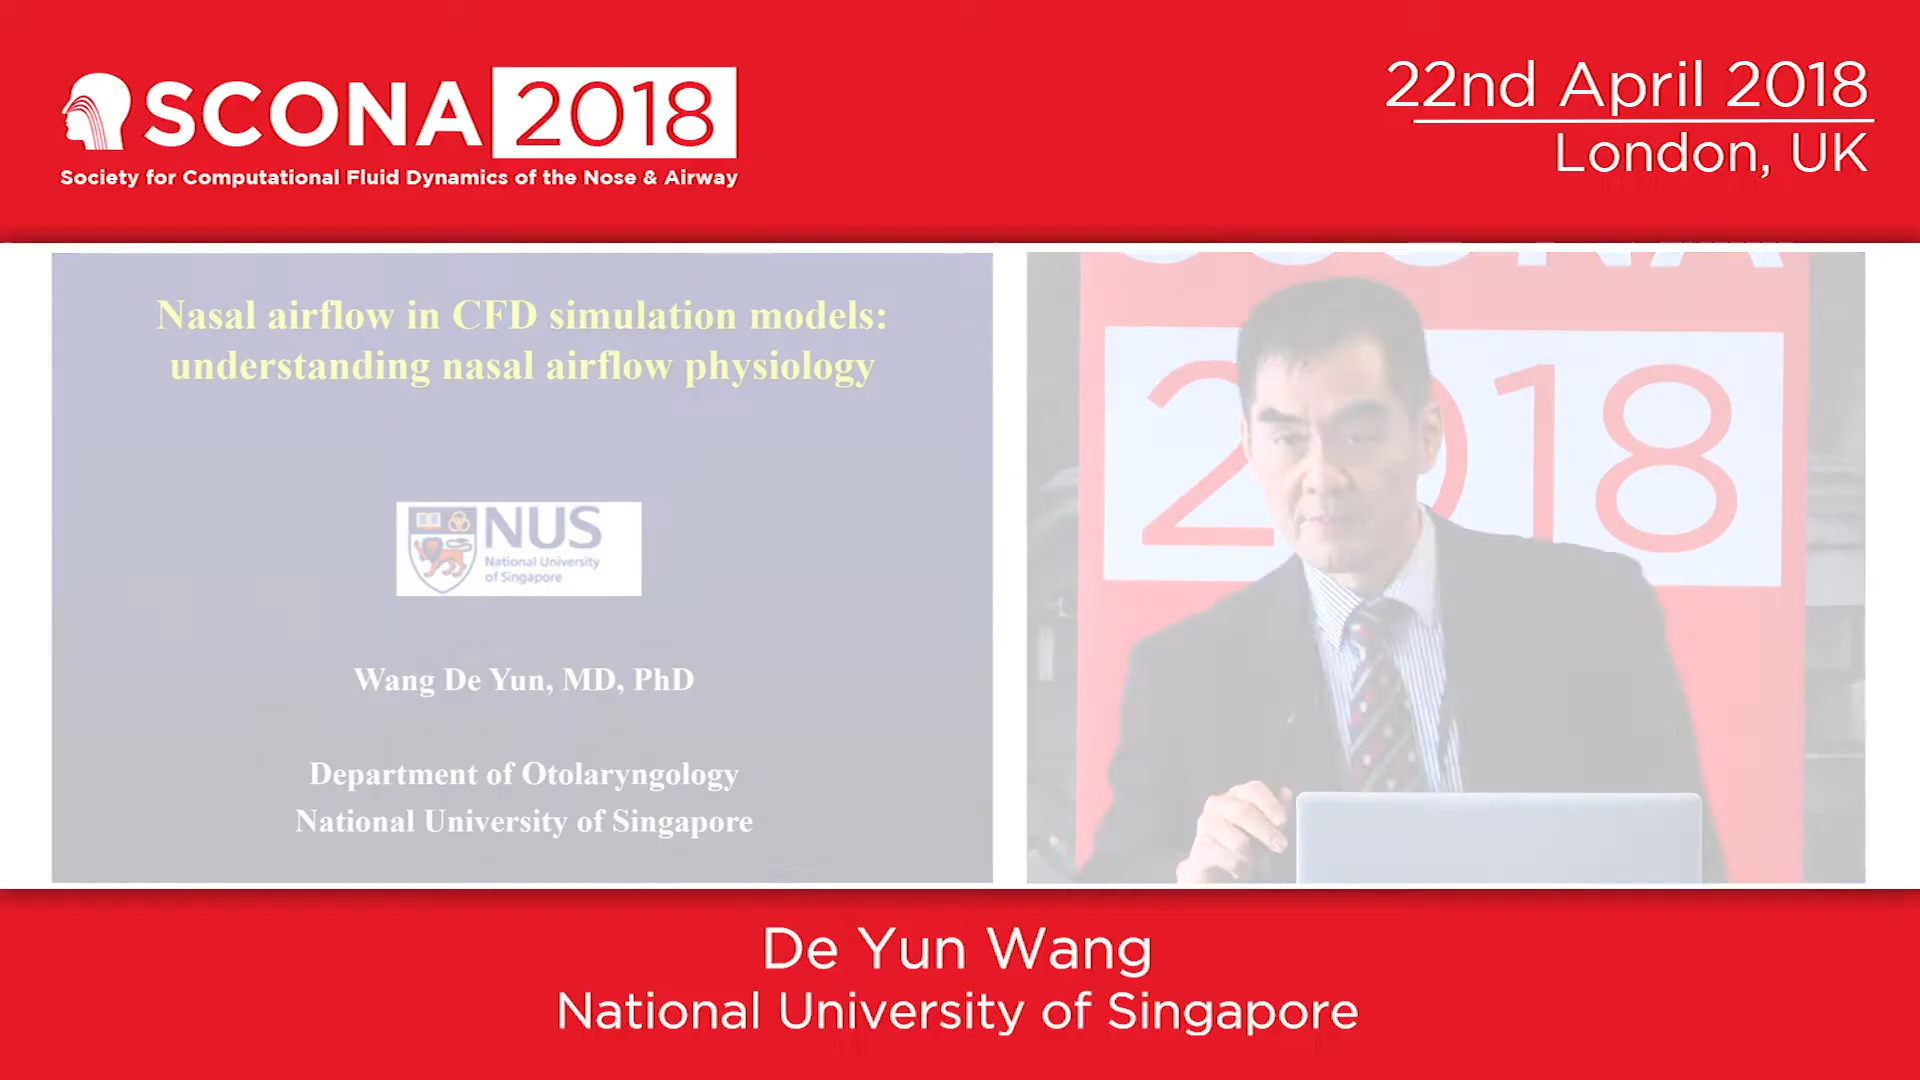 SCONA 2018
Society for Computational Fluid Dynamics of the Nose & Airway
22nd April 2018
London, UK
Nasal airflow in CFD simulation models:
understanding nasal airflow physiology
NUS
National University
of Singapore
Wang De Yun, MD, PhD
Department of Otolaryngology
National University of Singapore
SCONA
2018
De Yun Wang
National University of Singapore